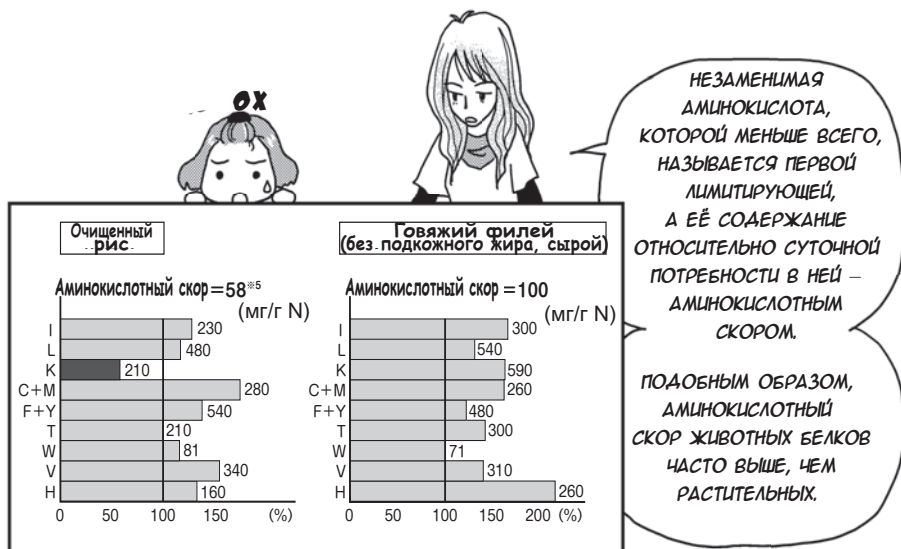 ОХ
НЕЗАМЕНИМАЯ
АМИНОКИСЛОТА,
КОТОРОЙ МЕНЬШЕ ВСЕГО,
НАЗЫВАЕТСЯ ПЕРВОЙ
ЛИМИТИРУЮЩЕЙ,
А ЕЁ СОДЕРЖАНИЕ
ОТНОСИТЕЛЬНО СУТОЧНОЙ
ПОТРЕБНОСТИ В НЕЙ –
АМИНОКИСЛОТНЫМ
СКОРОМ.
ПОДОБНЫМ ОБРАЗОМ,
АМИНОКИСЛОТНЫЙ
СКОР ЖИВОТНЫХ БЕЛКОВ
ЧАСТО ВЫШЕ, ЧЕМ
РАСТИТЕЛЬНЫХ.
Очищенный
рис
Аминокислотный скор=58※5
(мг/г N)
I 230
L 480
K 210
C+M 280
F+Y 540
T 210
W 81
V 340
H 160
0 50 100 150 (%)
Говяжий филей
(без подкожного жира, сырой)
Аминокислотный скор=100
(мг/г N)
I 300
L 540
K 590
C+M 260
F+Y 480
T 300
W 71
V 310
H 260
0 50 100 150 200 (%)